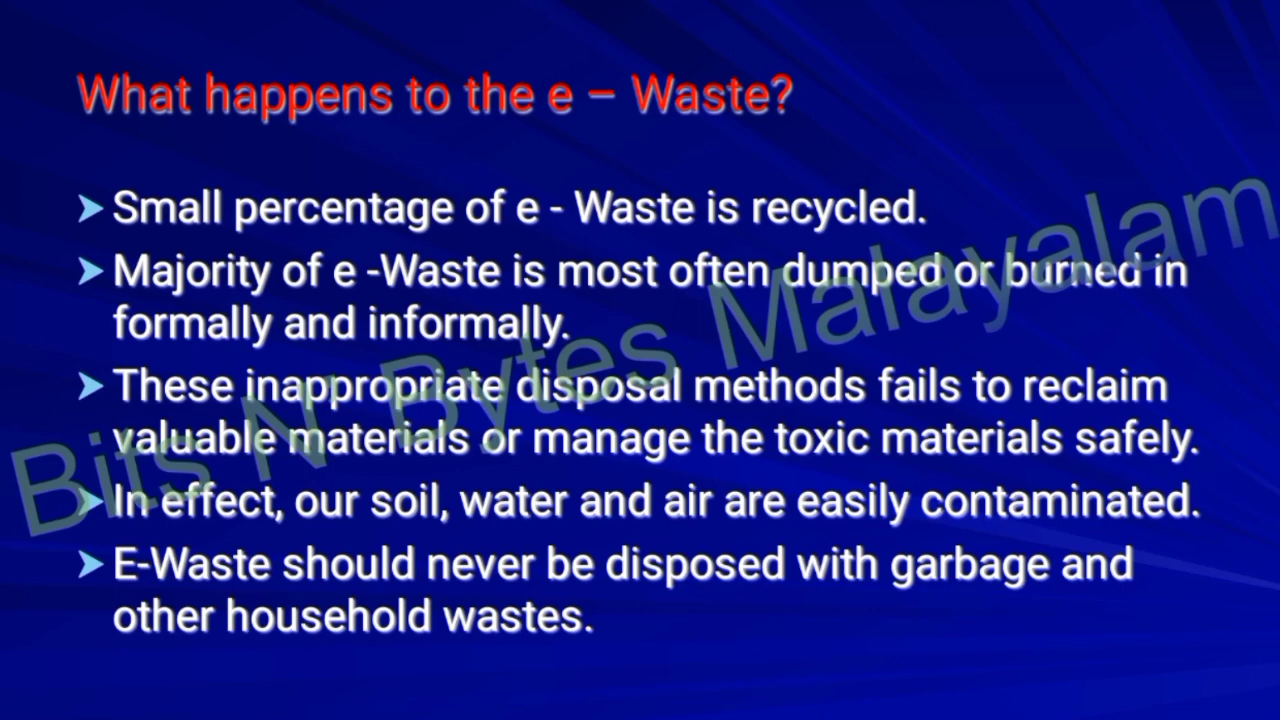 What happens to the e – Waste?
Small percentage of e - Waste is recycled.
Majority of e -Waste is most often dumped or burned in
formally and informally.
These inappropriate disposal methods fails to reclaim
valuable materials or manage the toxic materials safely.
In effect, our soil, water and air are easily contaminated.
E-Waste should never be disposed with garbage and
other household wastes.
Bits N' Bytes Malayalam